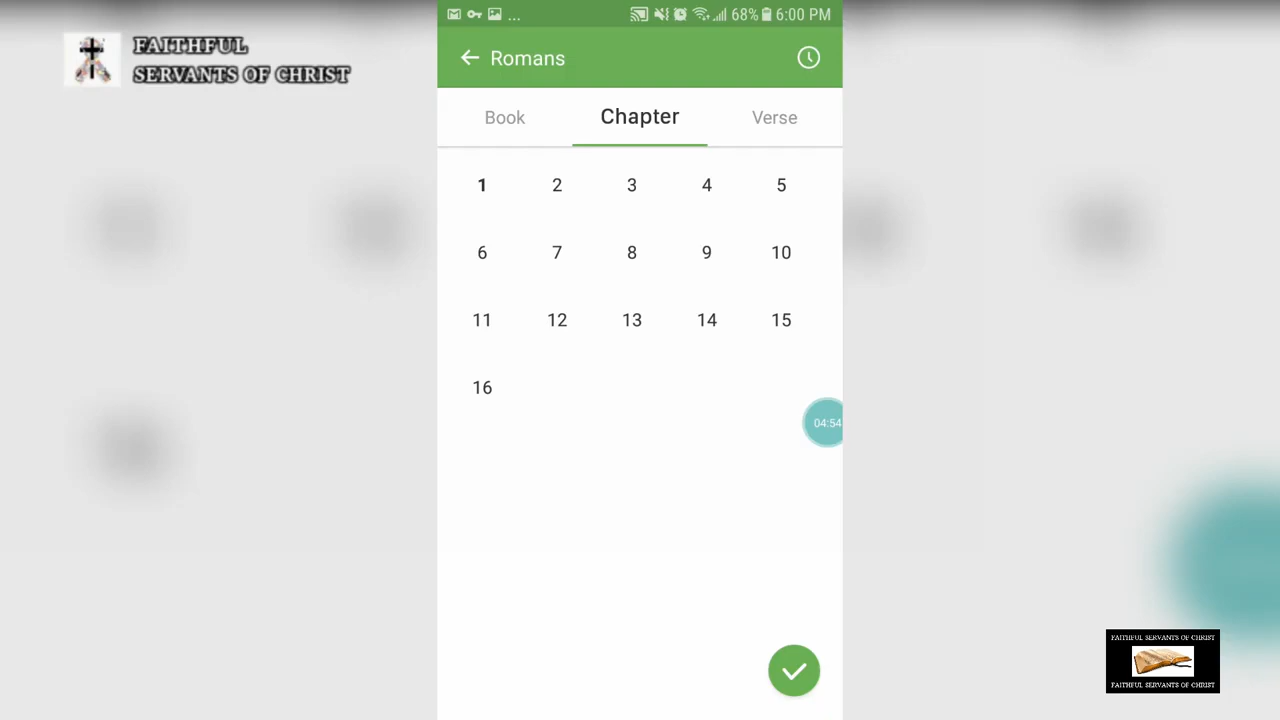 FAITHFUL
SERVANTS OF CHRIST
... 68% 6:00 PM
Romans
Book Chapter Verse
1 2 3 4 5
6 7 8 9 10
11 12 13 14 15
16
04:54
FAITHFUL SERVANTS OF CHRIST
FAITHFUL SERVANTS OF CHRIST